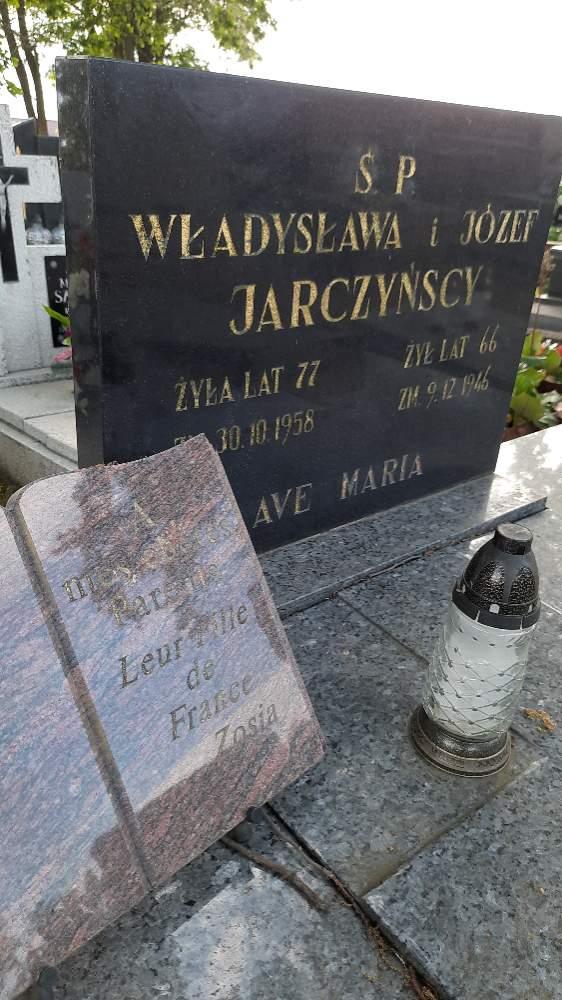 Ś P
WŁADYSŁAWA i JÓZEF
JARCZYŃSCY
ŻYŁA LAT 77
30.10.1958
ŻYŁ LAT 66
ZM. 9.12 1946
AVE MARIA
A
mes
Parents
Leur Fille
de
France
Zosia